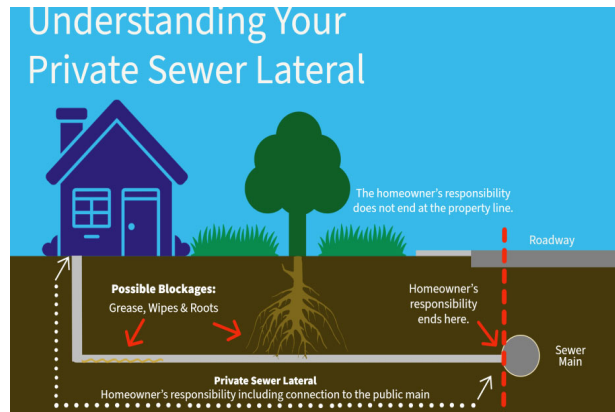 Understanding Your
Private Sewer Lateral
The homeowner's responsibility
does not end at the property line.
Roadway
Possible Blockages:
Grease, Wipes & Roots
Homeowner's
responsibility
ends here.
Sewer
Main
Private Sewer Lateral
Homeowner's responsibility including connection to the public main